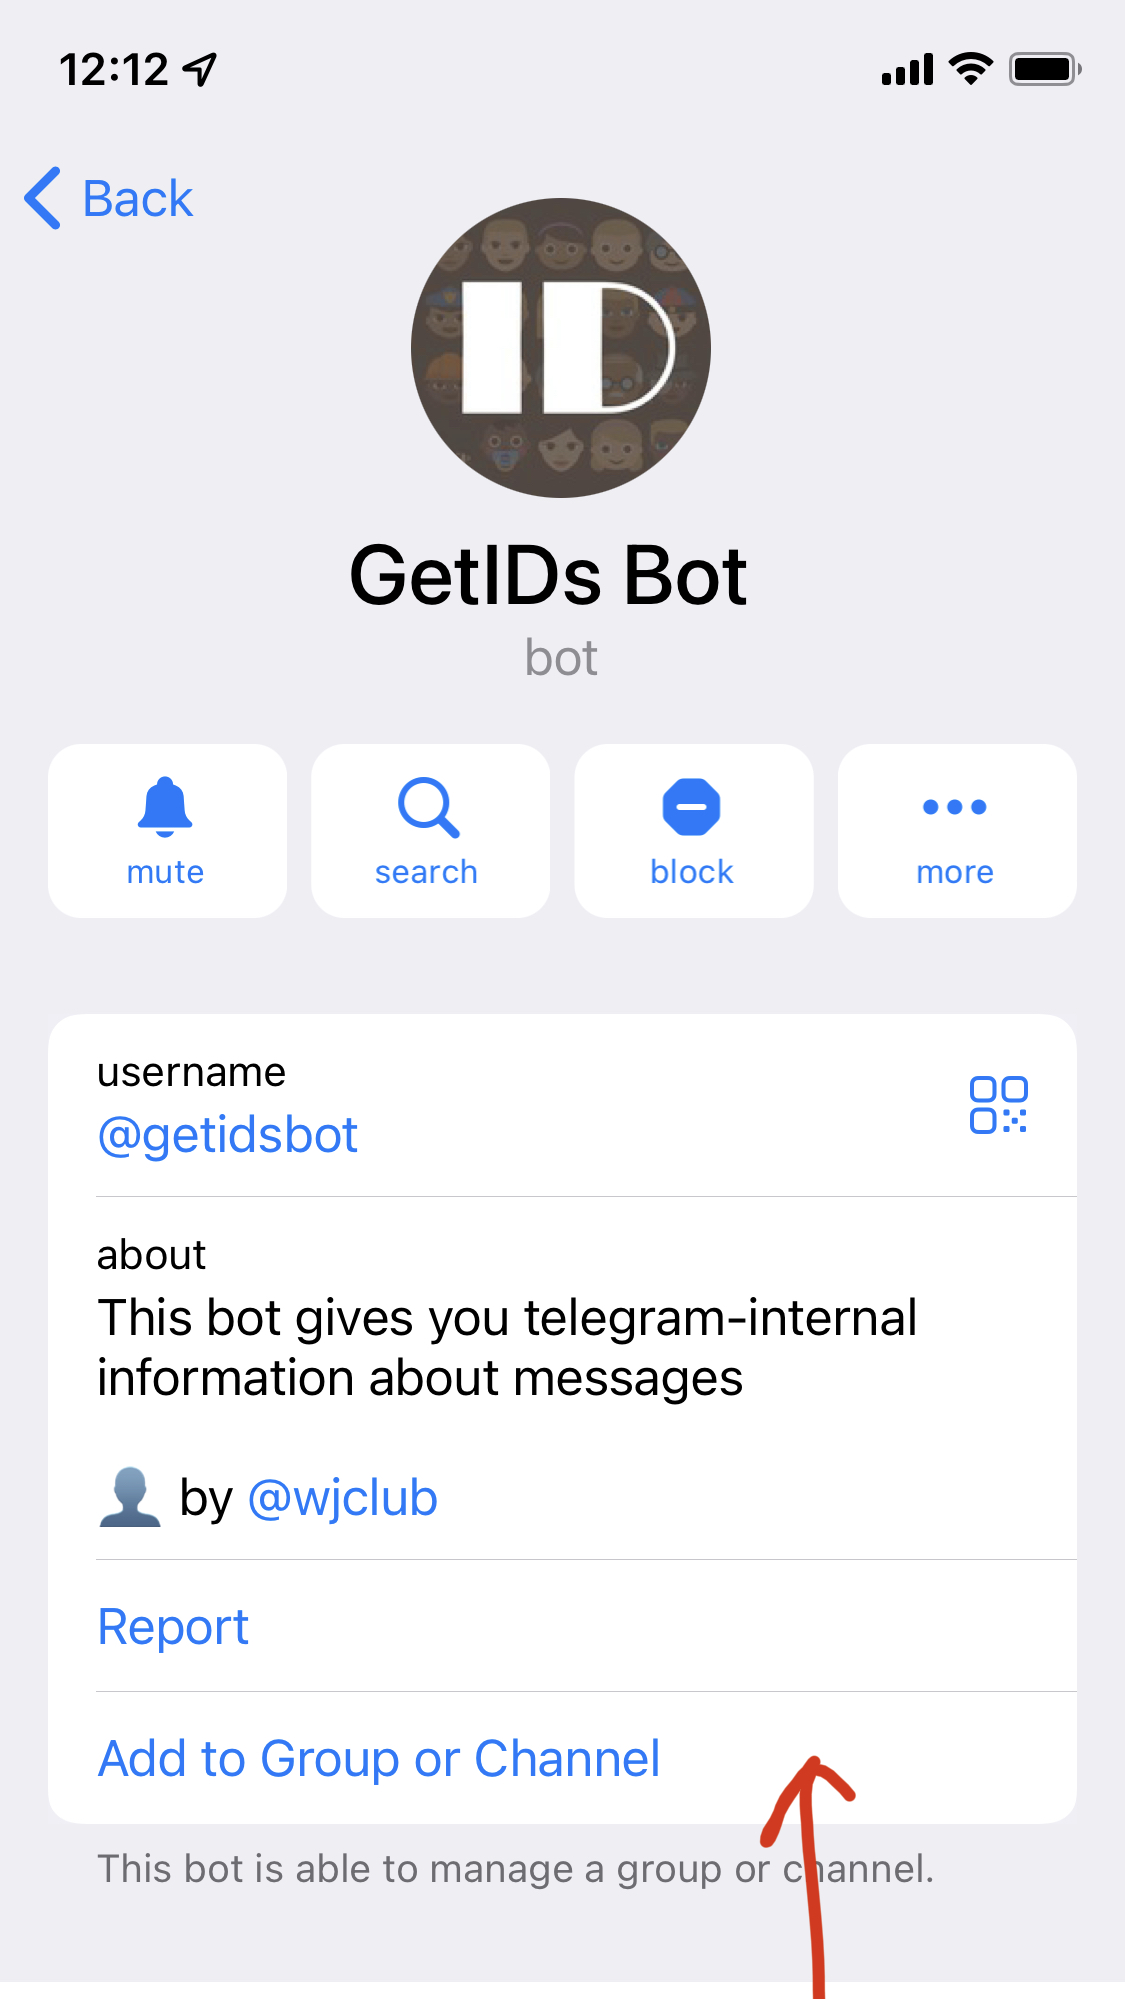 12:12
Back
ID
GetIDs Bot
bot
mute
search
block
more
username
@getidsbot
about
This bot gives you telegram-internal
information about messages
by @wjclub
Report
Add to Group or Channel
This bot is able to manage a group or channel.